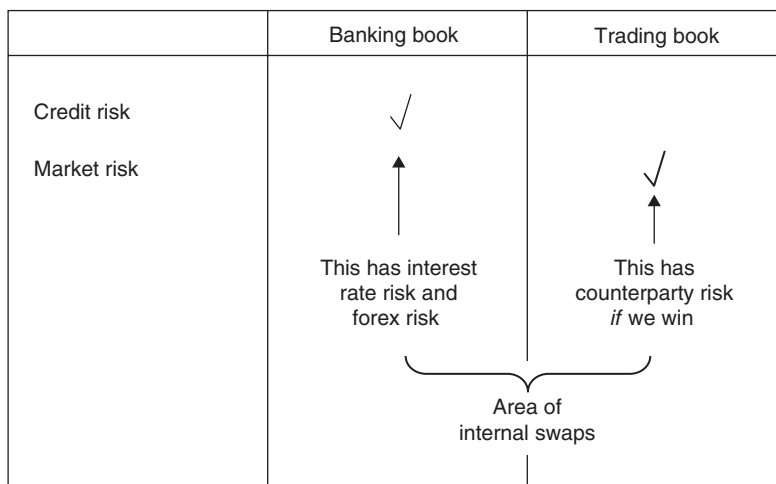 Banking book
Trading book
Credit risk
Market risk
This has interest
rate risk and
forex risk
This has
counterparty risk
if we win
Area of
internal swaps